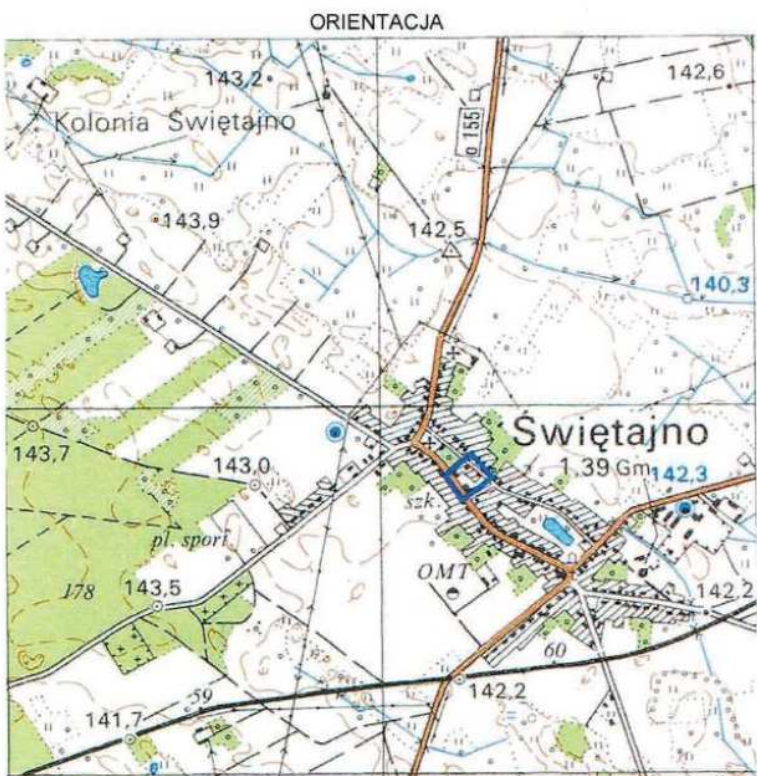 ORIENTACJA
143,2
142,6
Kolonia Świętajno
o 155
143,9
142,5
140,3
143,7
143,0
Świętajno
1.39 Gm
142,3
szk.
pl. sport
OMT
178
143,5
142,2
60
142,2
59
141,7